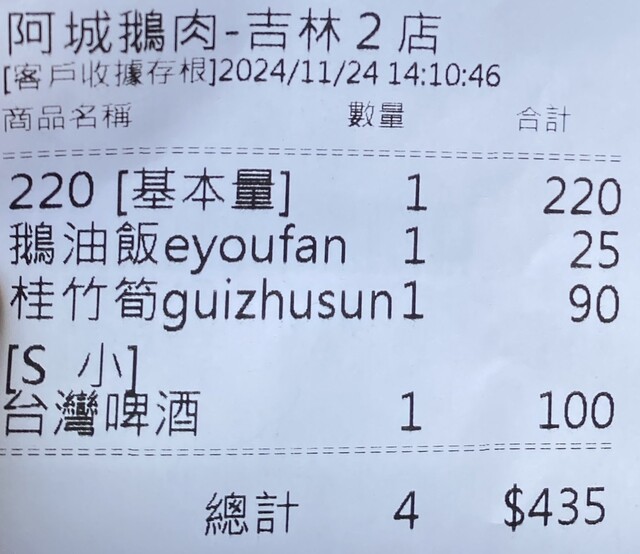 阿城鵝肉-吉林2店
[客戶收據存根]2024/11/24 14:10:46
商品名稱 數量 合計
220 [基本量] 1 220
鵝油飯eyoufan 1 25
桂竹筍guizhusun1 90
[S 小]
台灣啤酒 1 100
總計 4 $435